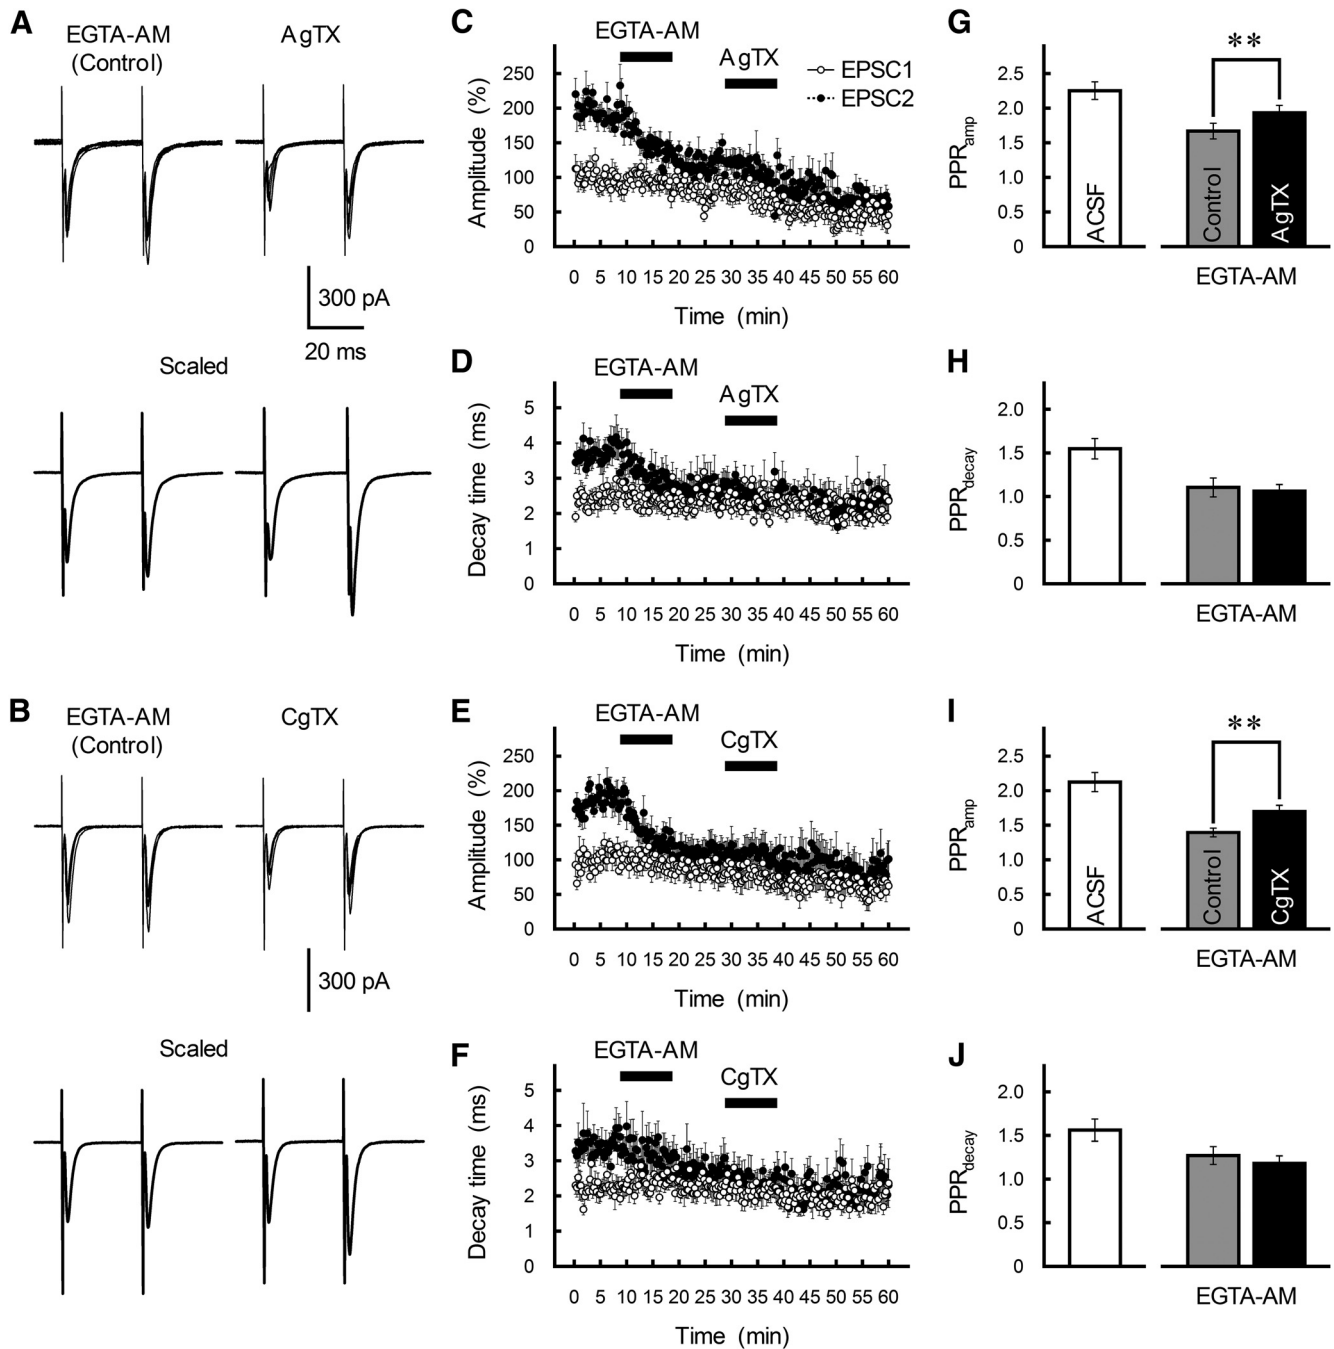 A
EGTA-AM
(Control)
AgTX
300 pA
20 ms
Scaled
B
EGTA-AM
(Control)
CgTX
300 pA
Scaled
C
EGTA-AM
AgTX
EPSC1
EPSC2
Amplitude (%)
250
200
150
100
50
0
0 5 10 15 20 25 30 35 40 45 50 55 60
Time (min)
D
EGTA-AM
AgTX
Decay time (ms)
5
4
3
2
1
0
0 5 10 15 20 25 30 35 40 45 50 55 60
Time (min)
E
EGTA-AM
CgTX
Amplitude (%)
250
200
150
100
50
0
0 5 10 15 20 25 30 35 40 45 50 55 60
Time (min)
F
EGTA-AM
CgTX
Decay time (ms)
5
4
3
2
1
0
0 5 10 15 20 25 30 35 40 45 50 55 60
Time (min)
G
**
PPRamp
2.5
2.0
1.5
1.0
0.5
0
ACSF
Control
AgTX
EGTA-AM
H
PPRdecay
2.0
1.5
1.0
0.5
0
EGTA-AM
I
**
PPRamp
2.5
2.0
1.5
1.0
0.5
0
ACSF
Control
CgTX
EGTA-AM
J
PPRdecay
2.0
1.5
1.0
0.5
0
EGTA-AM